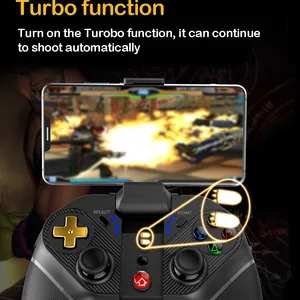 Turbo function
Turn on the Turobo function, it can continue
to shoot automatically
SELECT
START